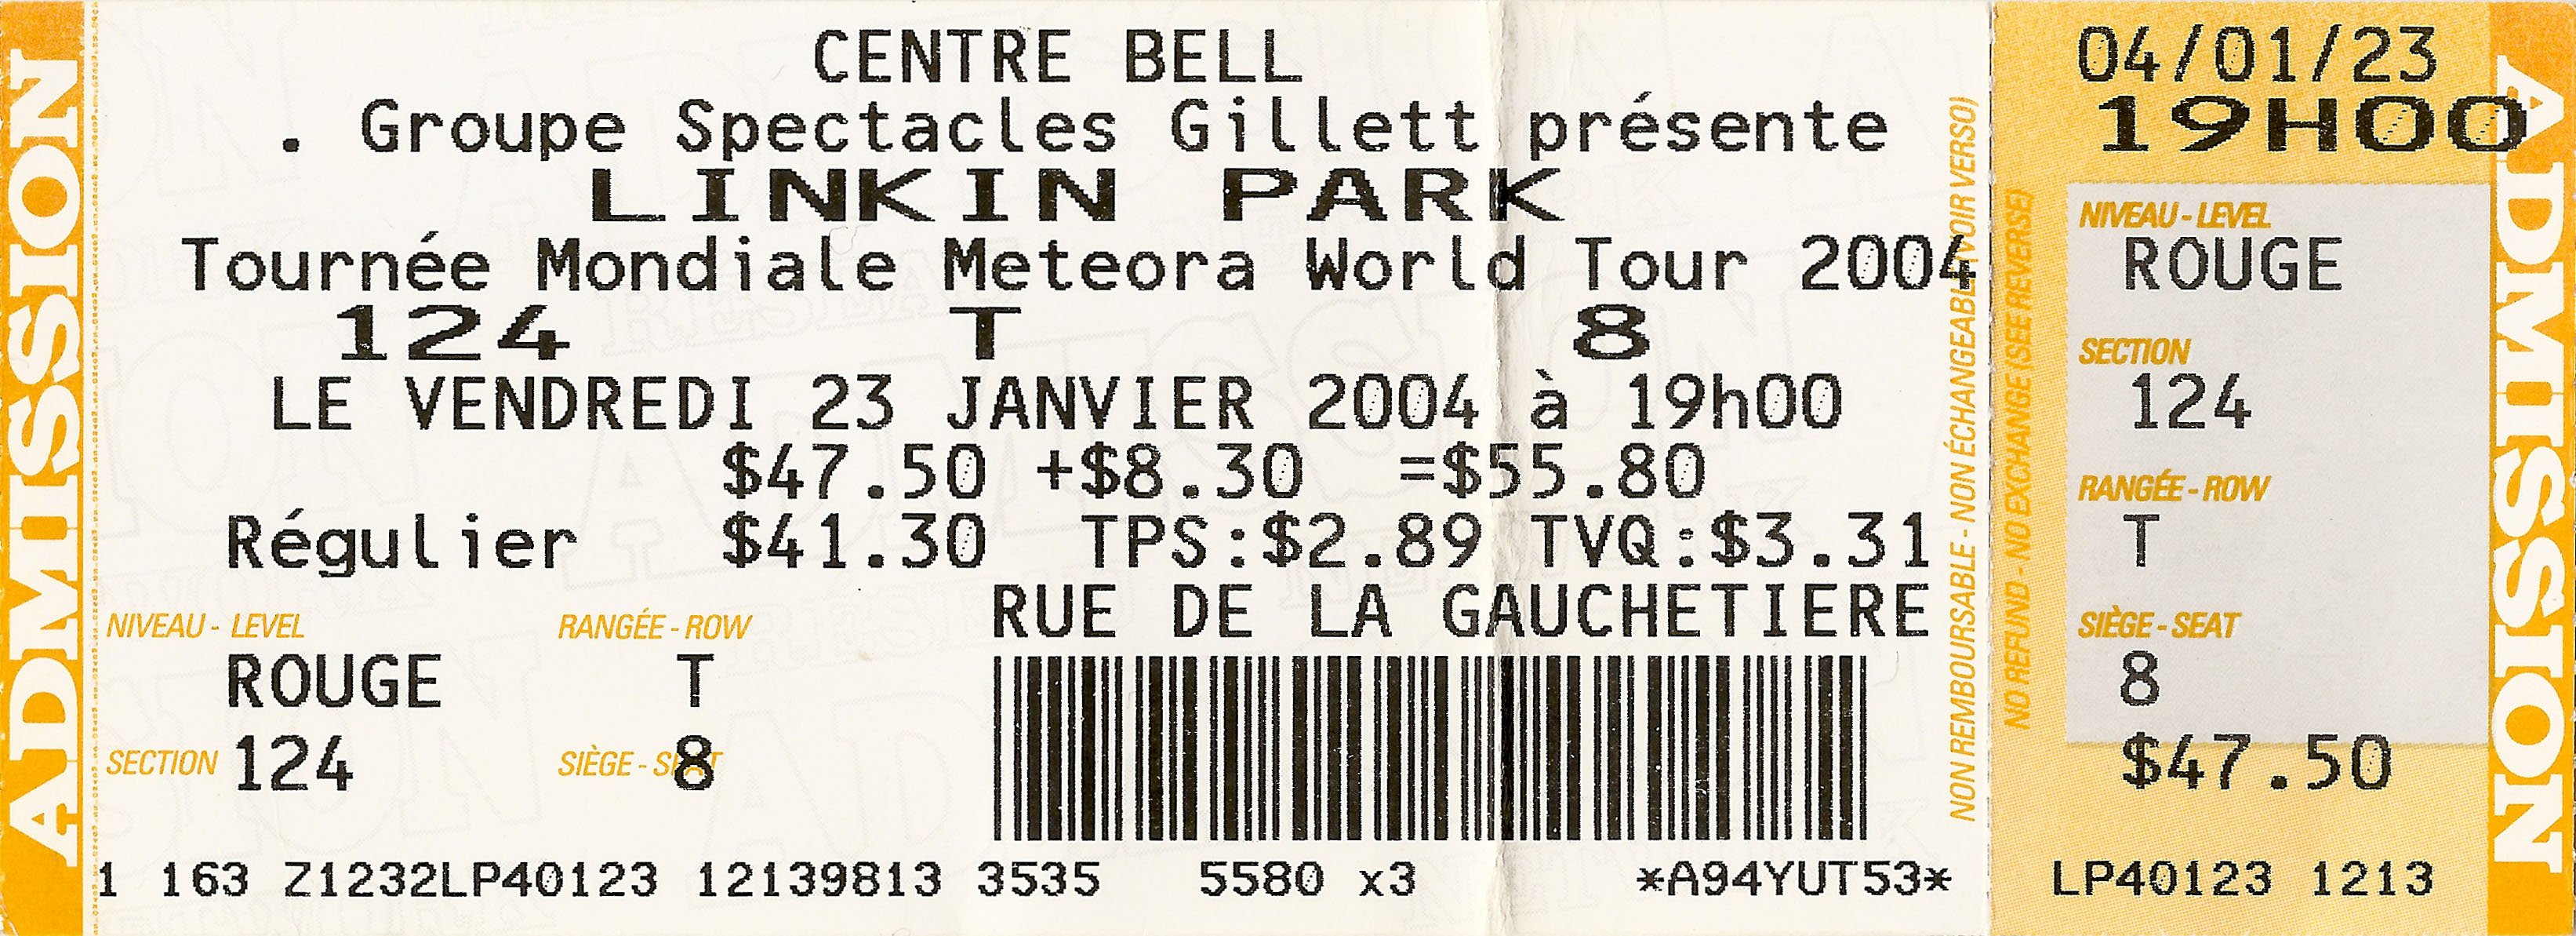 ADMISSION
CENTRE BELL
. Groupe Spectacles Gillett présente
LINKIN PARK
Tournée Mondiale Meteora World Tour 2004
124 T 8
LE VENDREDI 23 JANVIER 2004 à 19h00
$47.50 +$8.30 =$55.80
Régulier $41.30 TPS:$2.89 TVQ:$3.31
RUE DE LA GAUCHETIERE
NIVEAU - LEVEL RANGÉE - ROW
ROUGE T
SECTION 124 SIÈGE - SEAT 8
1 163 Z1232LP40123 12139813 3535 5580 x3 *A94YUT53*
NON REMBOURSABLE - NON ÉCHANGEABLE (VOIR VERSO)
NO REFUND - NO EXCHANGE (SEE REVERSE)
04/01/23
19H00
NIVEAU - LEVEL
ROUGE
SECTION
124
RANGÉE - ROW
T
SIÈGE - SEAT
8
$47.50
LP40123 1213
ADMISSION